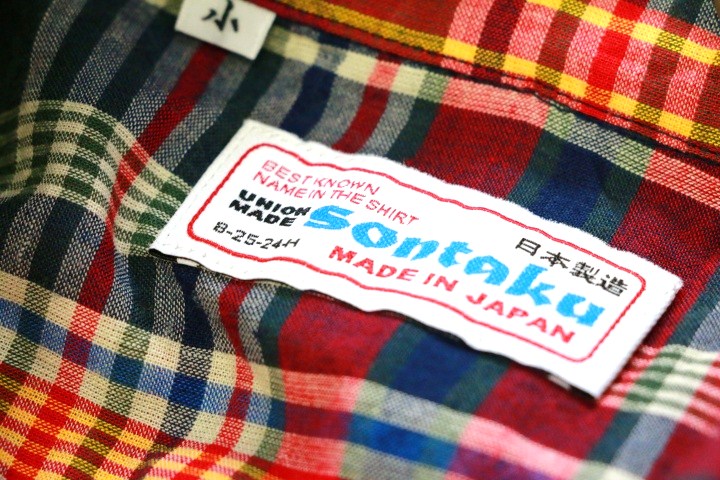 小
BEST KNOWN
NAME IN THE SHIRT
UNION
MADE
Sontaku
日本製造
8-25-24-H
MADE IN JAPAN